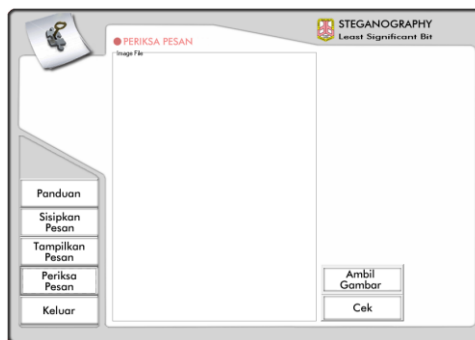 STEGANOGRAPHY
Least Significant Bit
PERIKSA PESAN
Image File
Panduan
Sisipkan
Pesan
Tampilkan
Pesan
Periksa
Pesan
Keluar
Ambil
Gambar
Cek